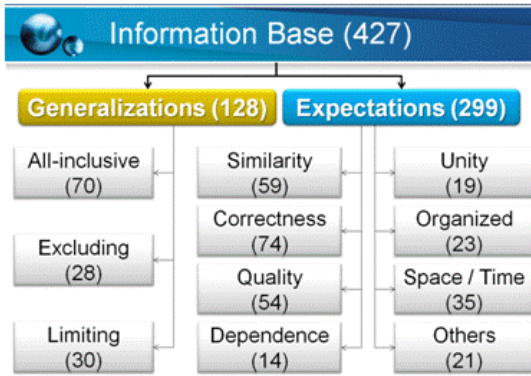 Information Base (427)
Generalizations (128)
Expectations (299)
All-inclusive
(70)
Excluding
(28)
Limiting
(30)
Similarity
(59)
Correctness
(74)
Quality
(54)
Dependence
(14)
Unity
(19)
Organized
(23)
Space / Time
(35)
Others
(21)